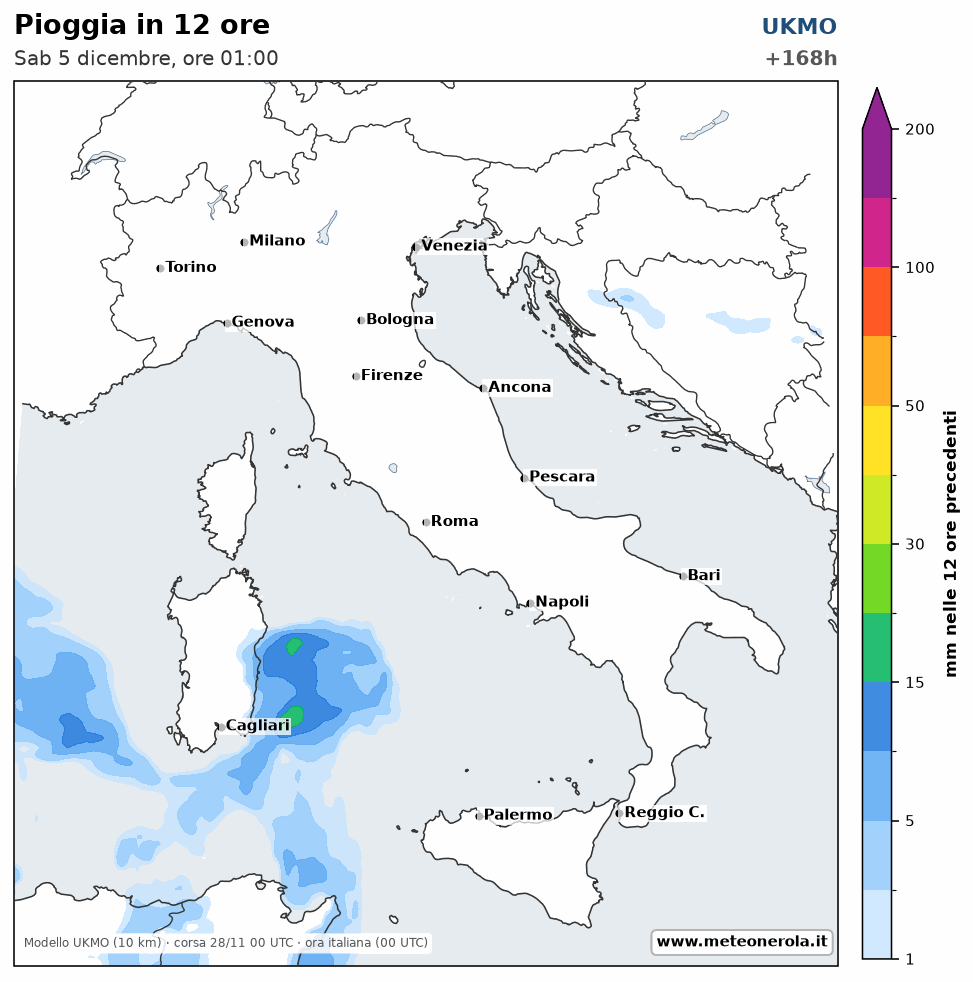 Pioggia in 12 ore
UKMO
Sab 5 dicembre, ore 01:00
+168h
Milano
Venezia
Torino
Genova
Bologna
Firenze
Ancona
Pescara
Roma
Bari
Napoli
Cagliari
Palermo
Reggio C.
200
100
50
30
15
5
1
mm nelle 12 ore precedenti
Modello UKMO (10 km) · corsa 28/11 00 UTC · ora italiana (00 UTC)
www.meteonerola.it